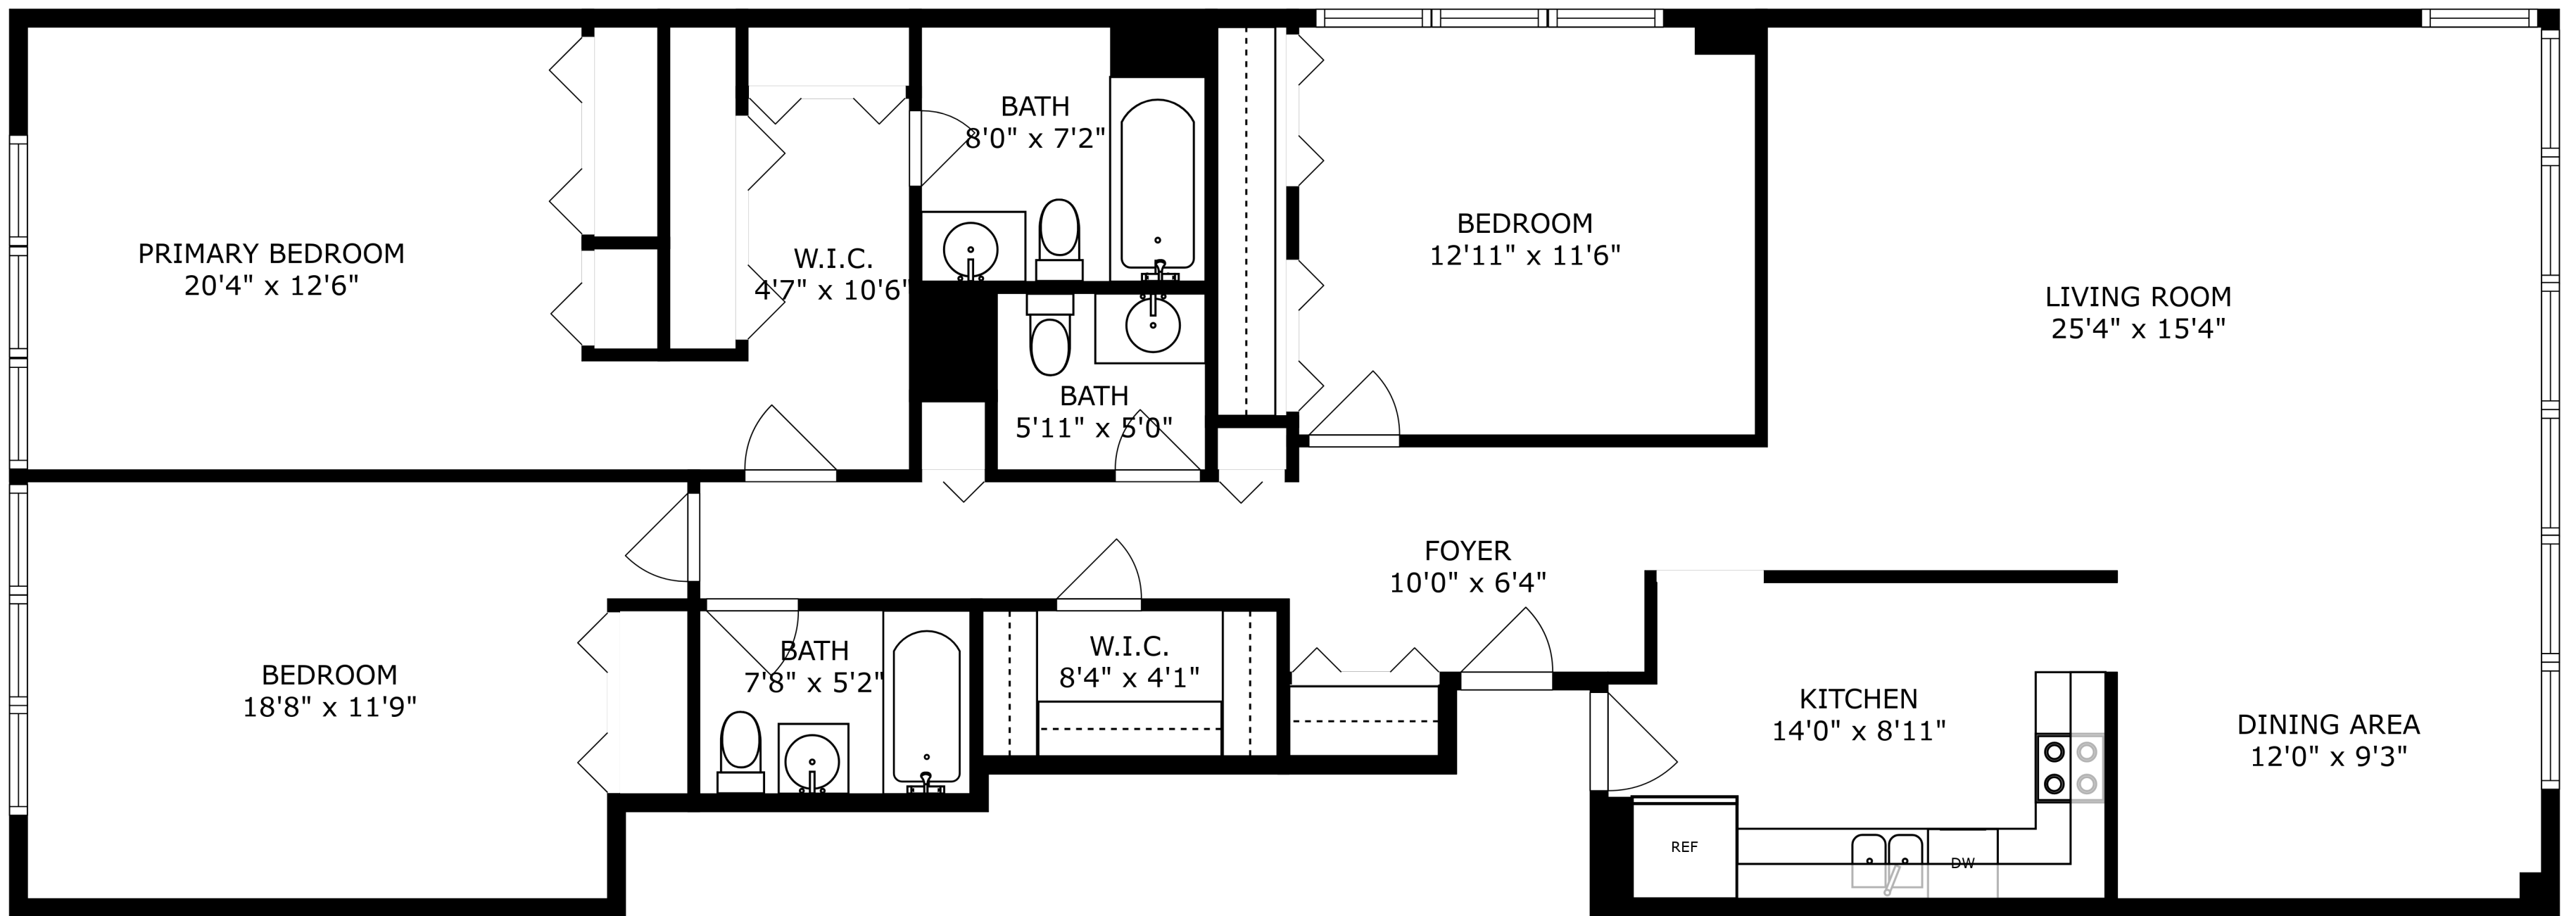 PRIMARY BEDROOM
20'4" x 12'6"
W.I.C.
4'7" x 10'6"
BATH
8'0" x 7'2"
BATH
5'11" x 5'0"
BEDROOM
12'11" x 11'6"
LIVING ROOM
25'4" x 15'4"
BEDROOM
18'8" x 11'9"
BATH
7'8" x 5'2"
W.I.C.
8'4" x 4'1"
FOYER
10'0" x 6'4"
KITCHEN
14'0" x 8'11"
REF
DW
DINING AREA
12'0" x 9'3"